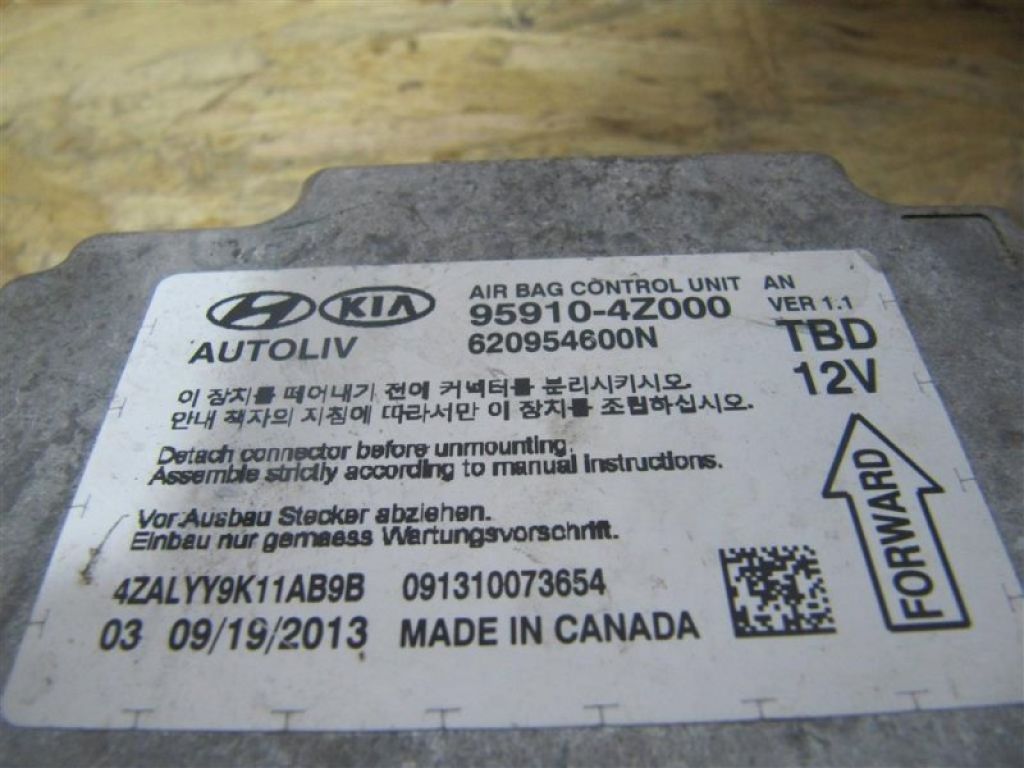 KIA
AIR BAG CONTROL UNIT AN
95910-4Z000 VER 1.1
AUTOLIV 620954600N TBD
12V
이 장치를 떼어내기 전에 커넥터를 분리시키시오.
안내 책자의 지침에 따라서만 이 장치를 조립하십시오.
Detach connector before unmounting.
Assemble strictly according to manual instructions.
Vor Ausbau Stecker abziehen.
Einbau nur gemaess Wartungsvorschrift.
FORWARD
4ZALYY9K11AB9B 091310073654
03 09/19/2013 MADE IN CANADA